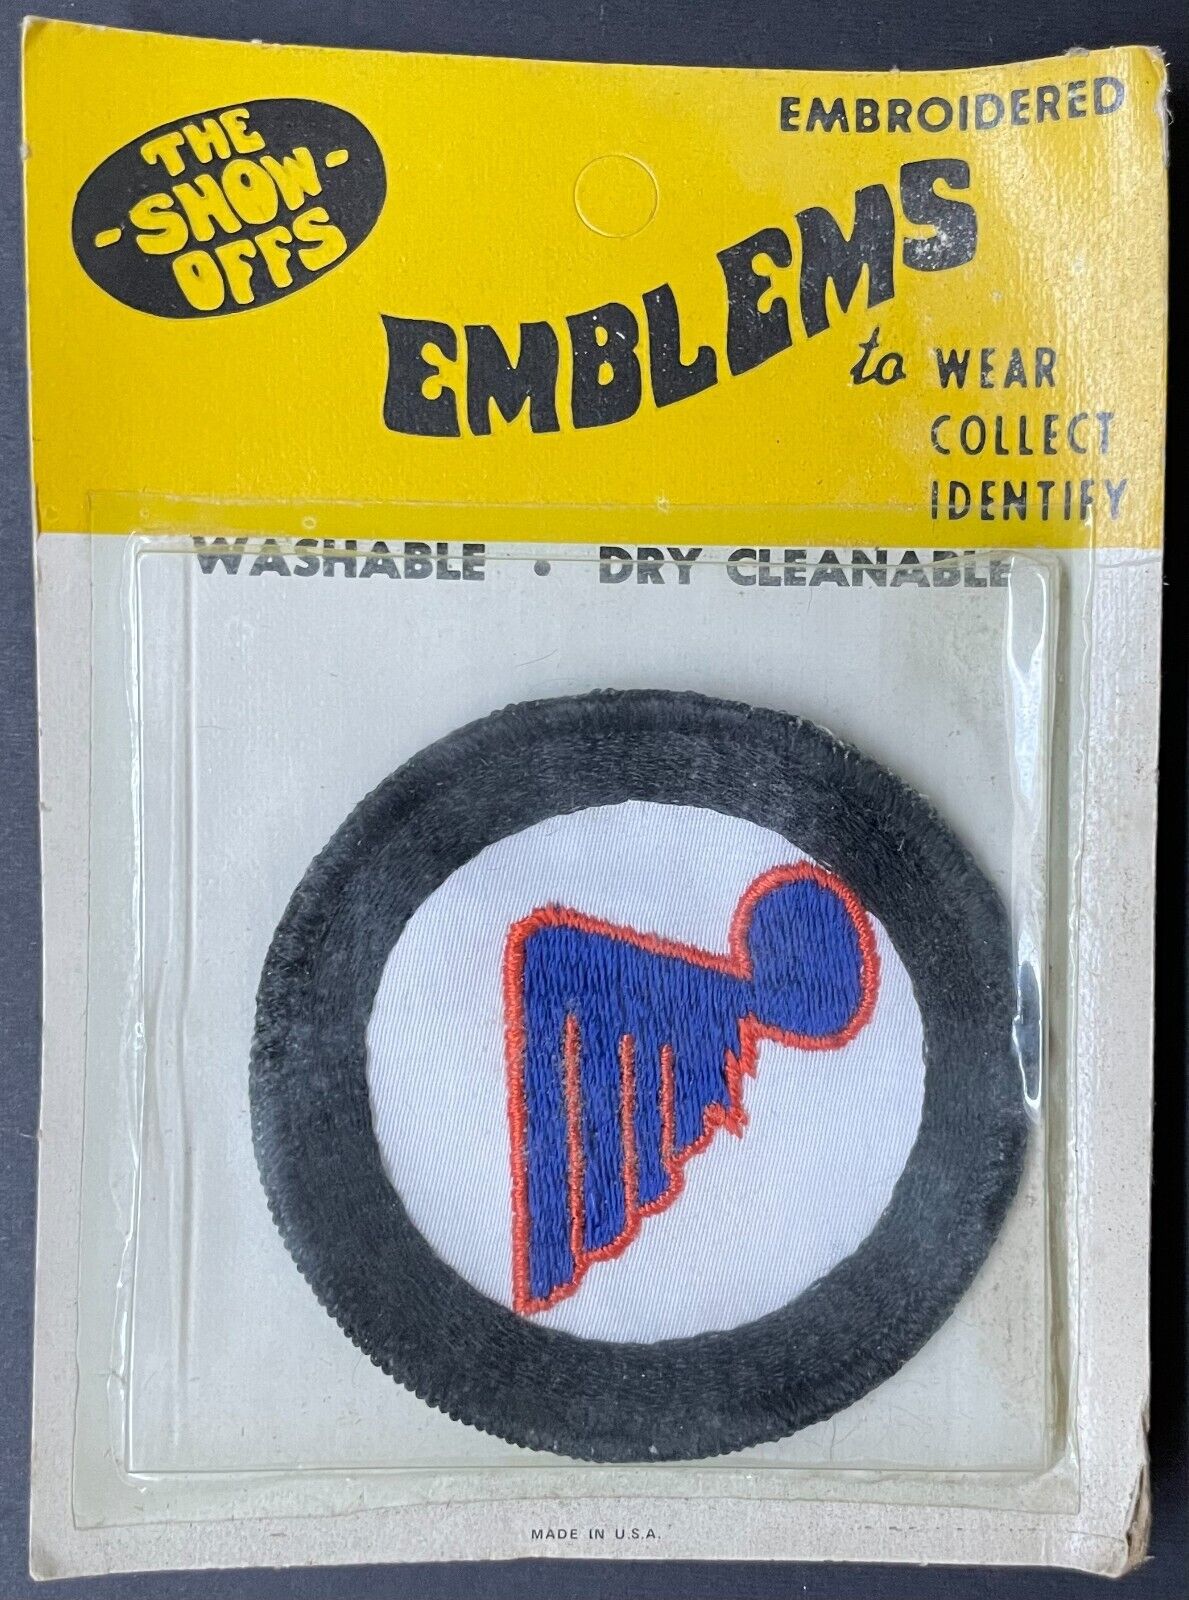 THE
-SHOW-
OFFS
EMBROIDERED
EMBLEMS
to WEAR
COLLECT
IDENTIFY
WASHABLE • DRY CLEANABLE
MADE IN U.S.A.